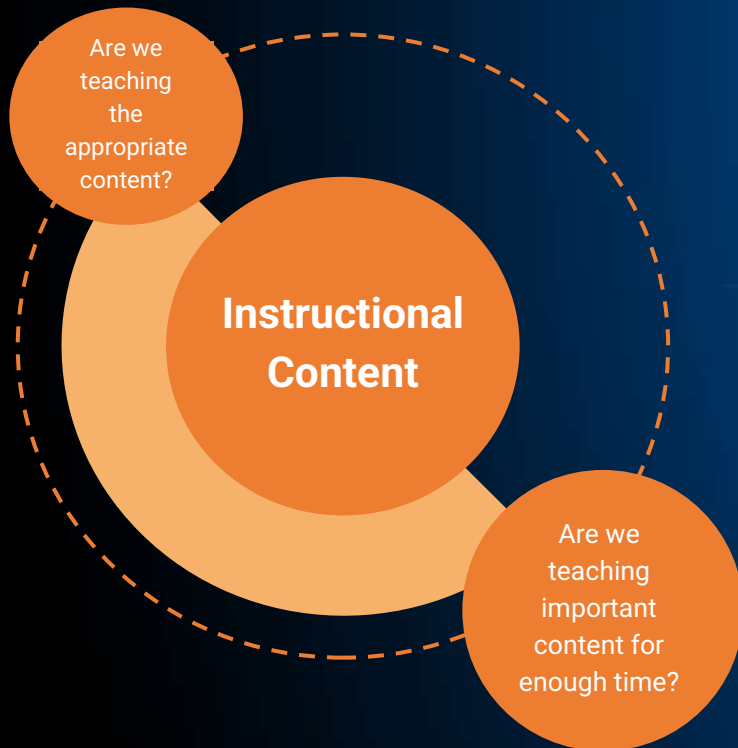 Are we
teaching
the
appropriate
content?
Instructional
Content
Are we
teaching
important
content for
enough time?